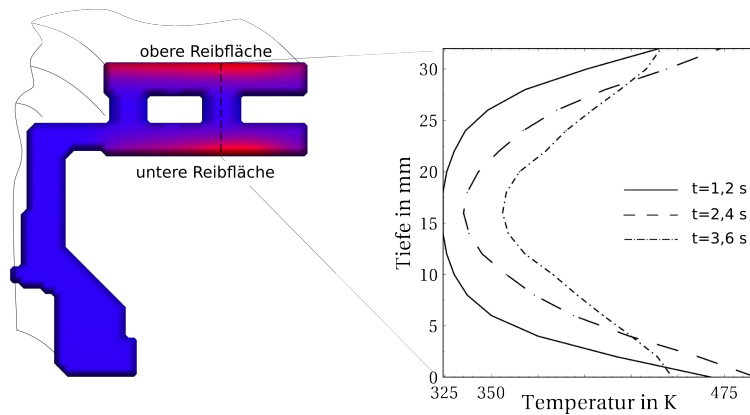 obere Reibfläche
untere Reibfläche
Tiefe in mm
30
25
20
15
10
5
0
t=1,2 s
t=2,4 s
t=3,6 s
325 350 475
Temperatur in K